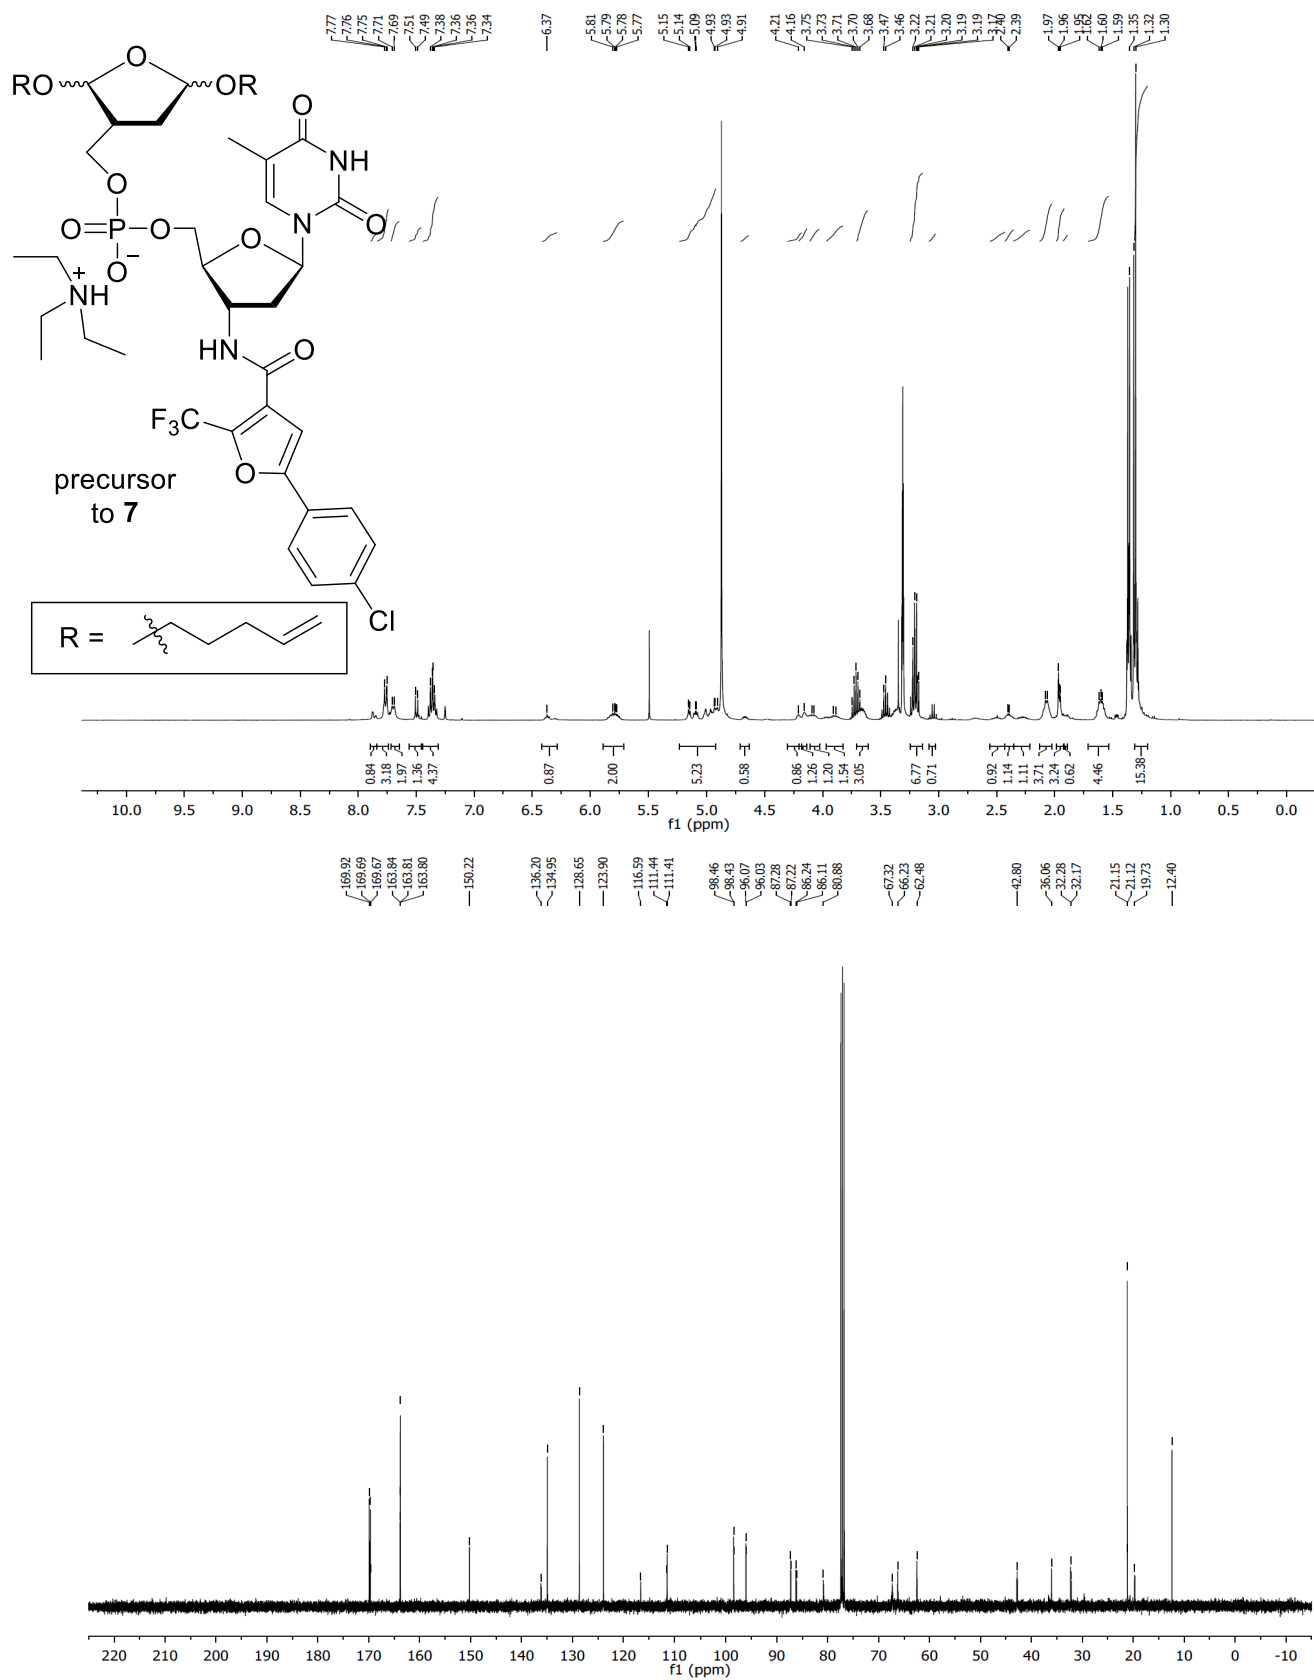 7.77 7.76 7.75 7.71 7.69 7.51 7.49 7.38 7.36 7.36 7.34 6.37 5.81 5.79 5.78 5.77 5.15 5.14 5.09 4.93 4.93 4.91 4.21 4.16 3.75 3.73 3.71 3.70 3.68 3.47 3.46 3.22 3.21 3.20 3.19 3.19 3.17 2.40 2.39 1.97 1.96 1.95 1.62 1.60 1.59 1.35 1.32 1.30
O
RO OR
O
NH
O
O
N
O=P-O
O
O−
+
NH
HN O
F3C
O
precursor
to 7
Cl
R =
0.84 3.18 1.97 1.36 4.37 0.87 2.00 5.23 0.58 0.86 1.26 1.20 1.54 3.05 6.77 0.71 0.92 1.14 1.11 3.71 3.24 0.62 4.46 15.38
10.0 9.5 9.0 8.5 8.0 7.5 7.0 6.5 6.0 5.5 5.0 4.5 4.0 3.5 3.0 2.5 2.0 1.5 1.0 0.5 0.0
f1 (ppm)
169.92 169.69 169.67 163.84 163.81 163.80 150.22 136.20 134.95 128.65 123.90 116.59 111.44 111.41 98.46 98.43 96.07 96.03 87.28 87.22 86.24 86.11 80.88 67.32 66.23 62.48 42.80 36.06 32.28 32.17 21.15 21.12 19.73 12.40
220 210 200 190 180 170 160 150 140 130 120 110 100 90 80 70 60 50 40 30 20 10 0 -10
f1 (ppm)